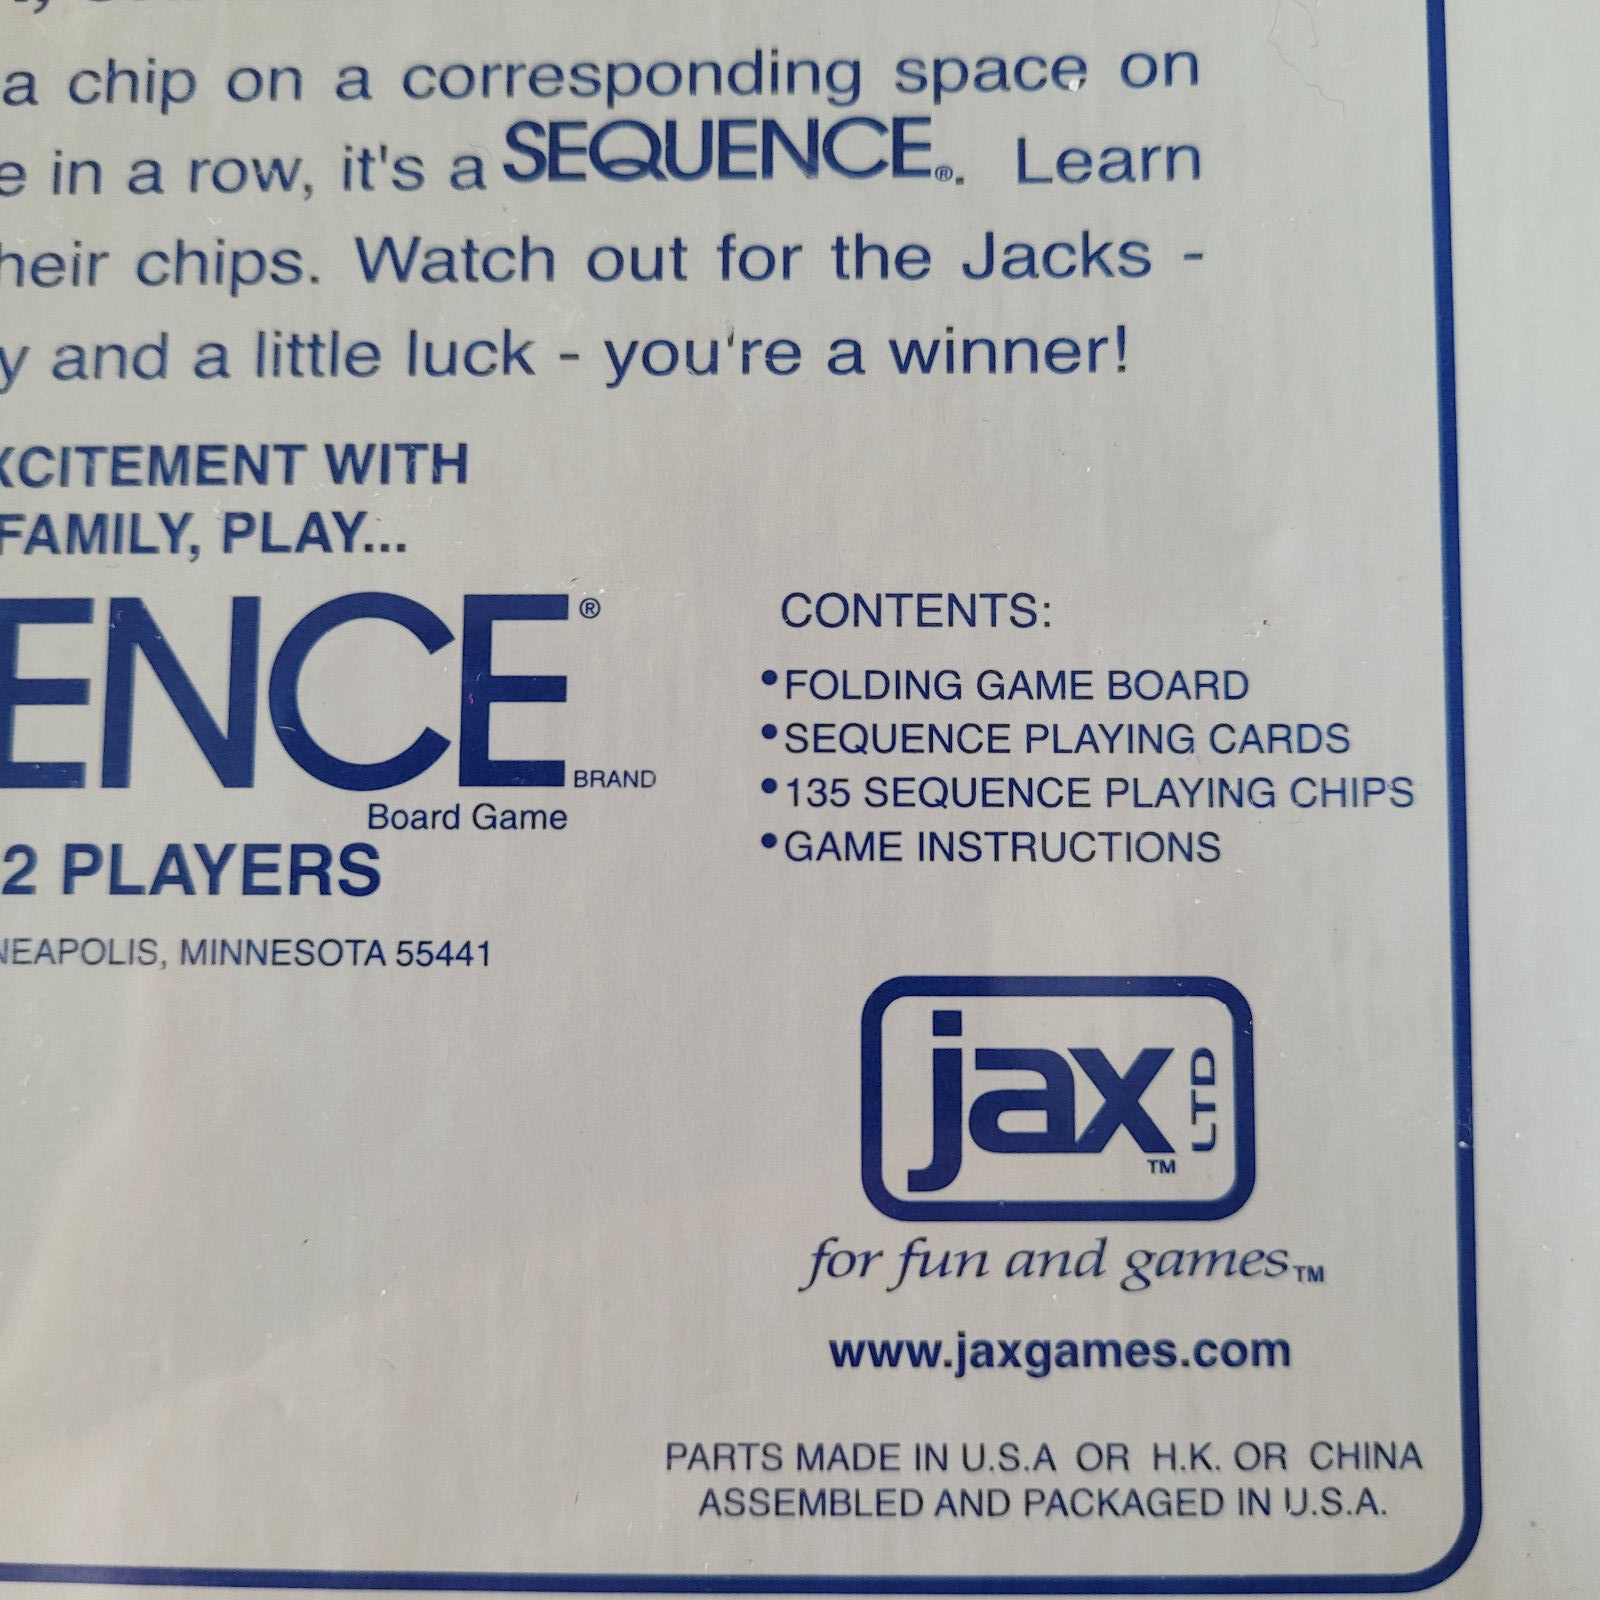 a chip on a corresponding space on
e in a row, it's a SEQUENCE®. Learn
heir chips. Watch out for the Jacks -
y and a little luck - you're a winner!
XCITEMENT WITH
FAMILY, PLAY...
ENCE®
BRAND
Board Game
2 PLAYERS
NEAPOLIS, MINNESOTA 55441
CONTENTS:
•FOLDING GAME BOARD
•SEQUENCE PLAYING CARDS
•135 SEQUENCE PLAYING CHIPS
•GAME INSTRUCTIONS
jax™ LTD
for fun and games™
www.jaxgames.com
PARTS MADE IN U.S.A OR H.K. OR CHINA
ASSEMBLED AND PACKAGED IN U.S.A.